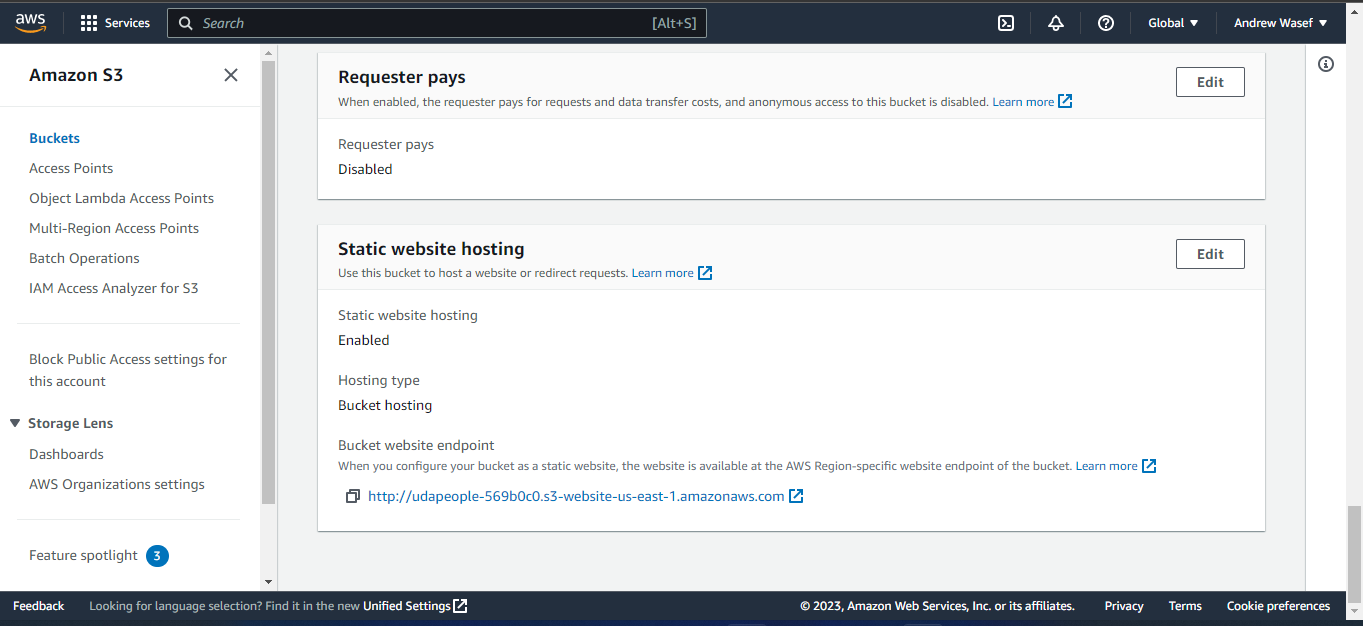 aws
Services
Search
[Alt+S]
Global
Andrew Wasef
Amazon S3
Buckets
Access Points
Object Lambda Access Points
Multi-Region Access Points
Batch Operations
IAM Access Analyzer for S3
Block Public Access settings for
this account
Storage Lens
Dashboards
AWS Organizations settings
Feature spotlight 3
Requester pays
Edit
When enabled, the requester pays for requests and data transfer costs, and anonymous access to this bucket is disabled. Learn more
Requester pays
Disabled
Static website hosting
Edit
Use this bucket to host a website or redirect requests. Learn more
Static website hosting
Enabled
Hosting type
Bucket hosting
Bucket website endpoint
When you configure your bucket as a static website, the website is available at the AWS Region-specific website endpoint of the bucket. Learn more
http://udapeople-569b0c0.s3-website-us-east-1.amazonaws.com
Feedback
Looking for language selection? Find it in the new Unified Settings
© 2023, Amazon Web Services, Inc. or its affiliates.
Privacy
Terms
Cookie preferences